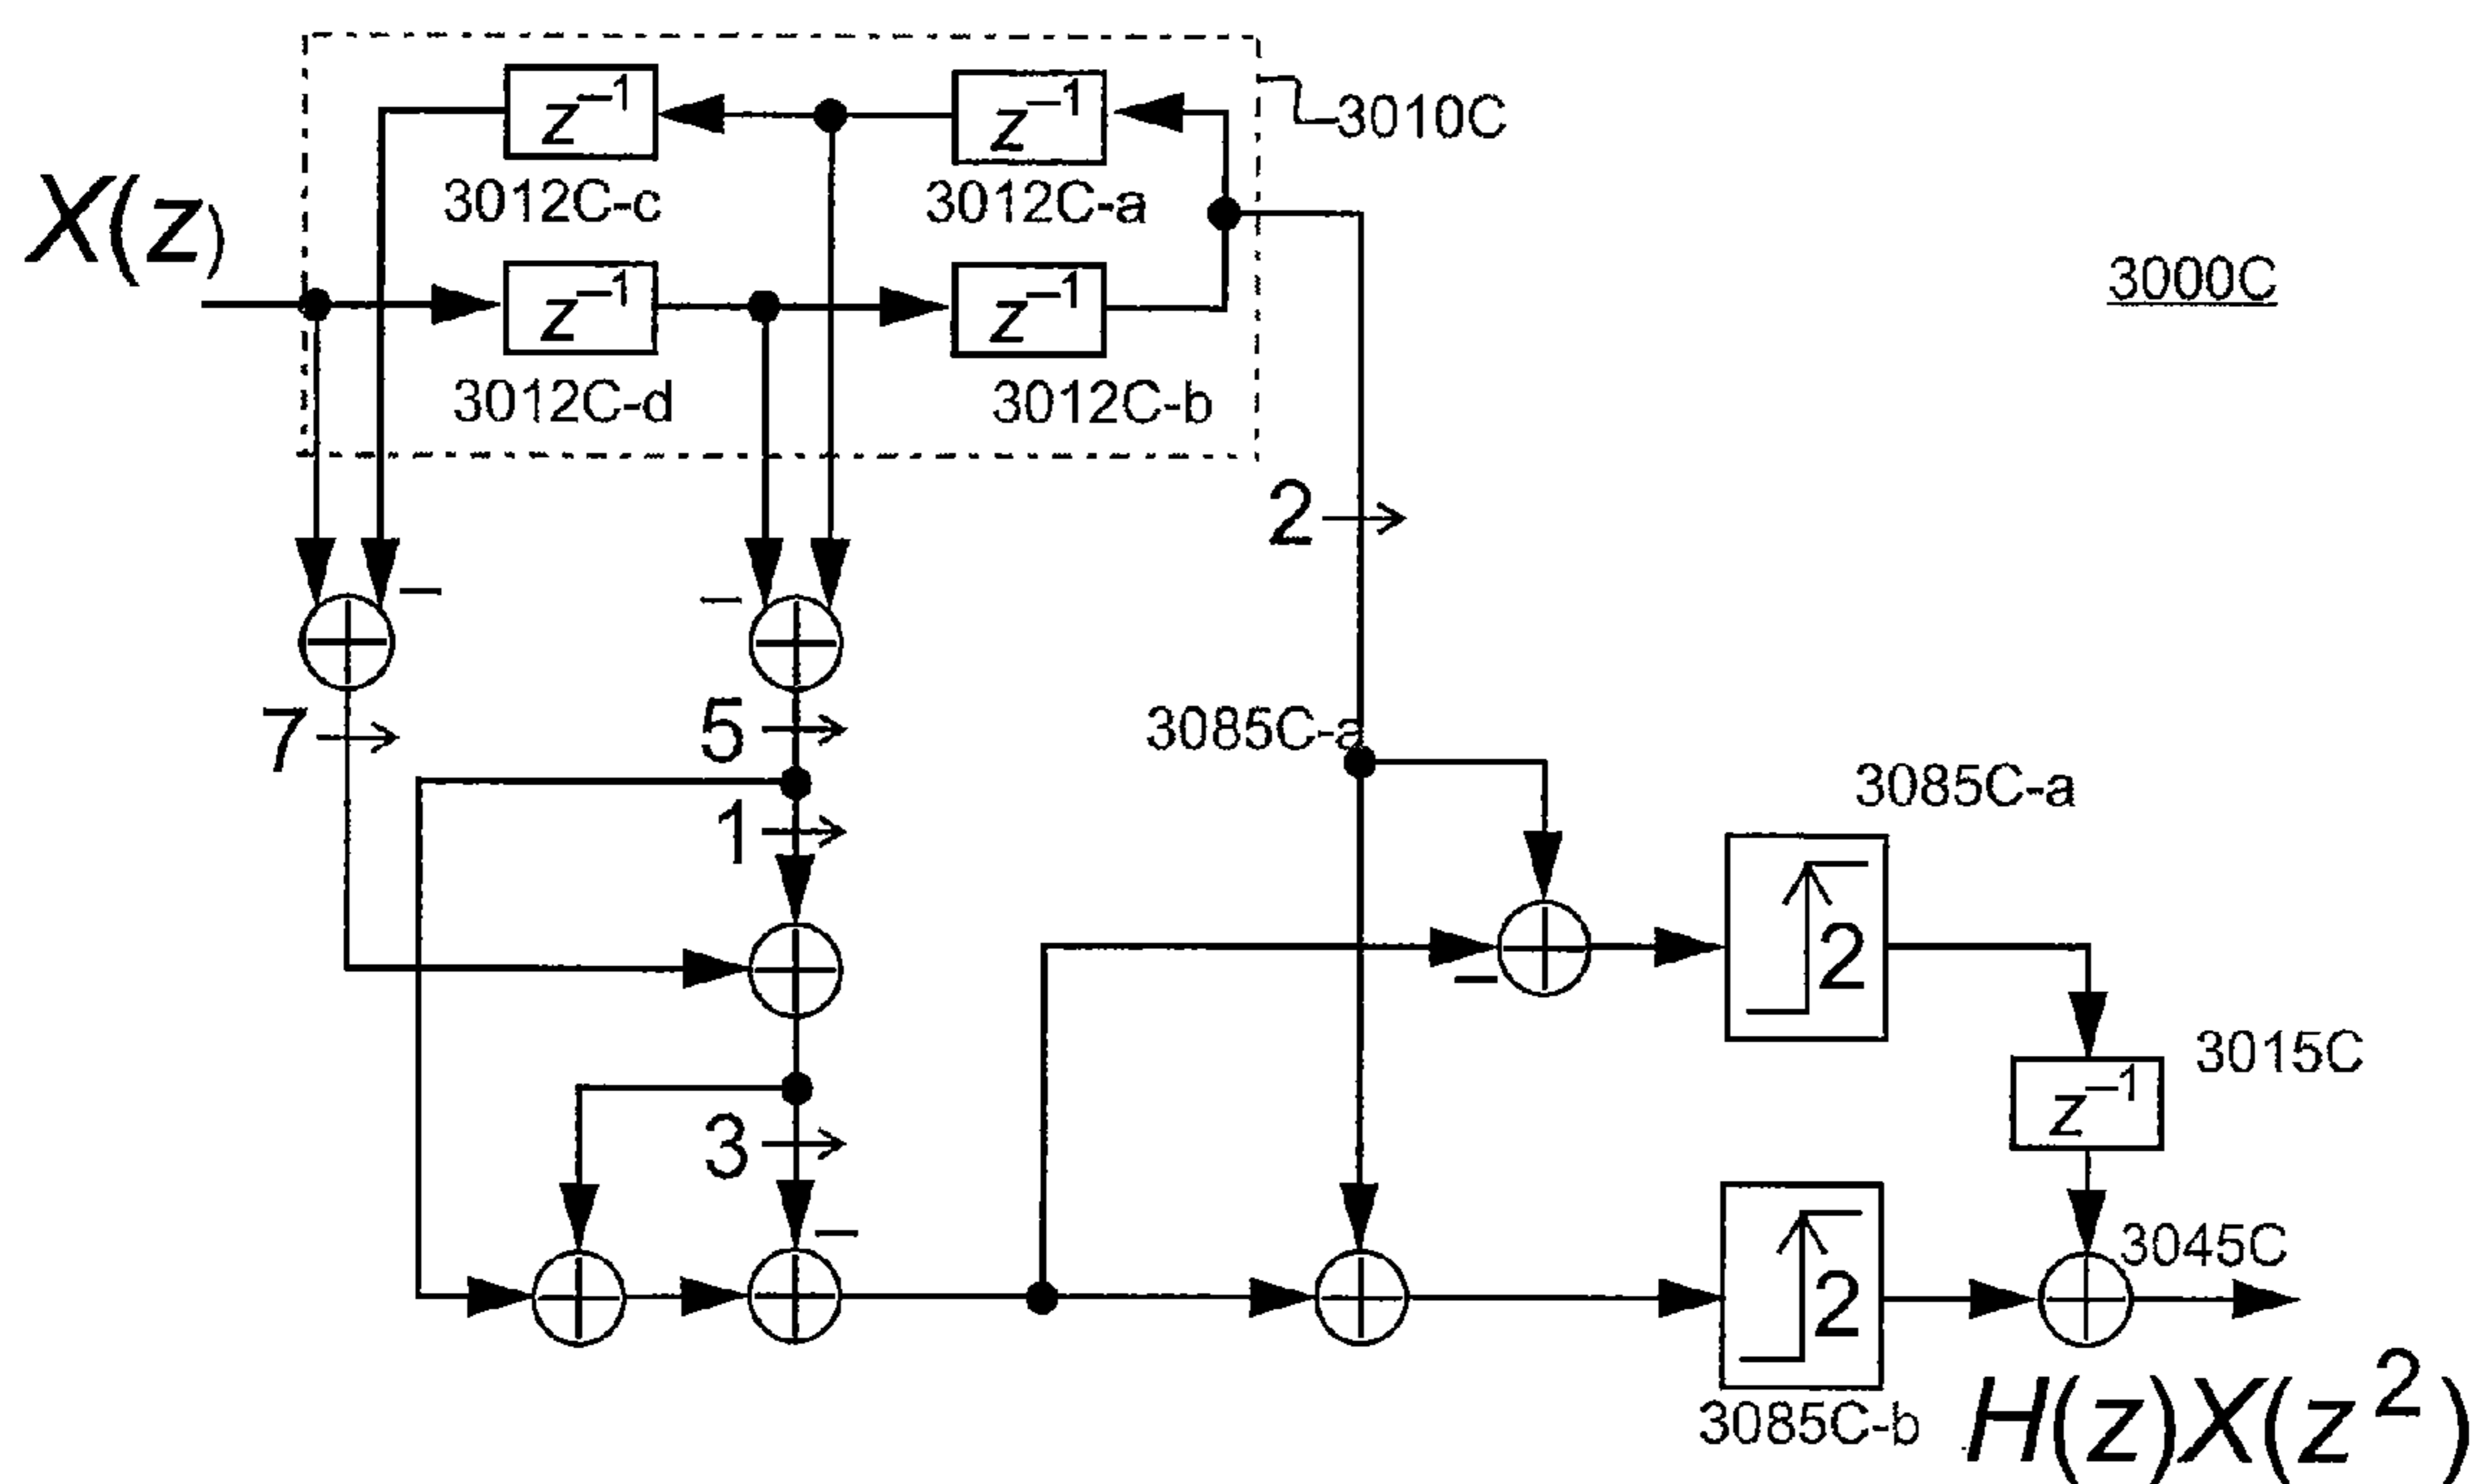 z⁻¹
z⁻¹
3010C
3012C-c
3012C-a
X(z)
z⁻¹
z⁻¹
3000C
3012C-d
3012C-b
2
–
–
7
5
3085C-a
3085C-a
1
2
–
3015C
z⁻¹
3
–
2
3045C
3085C-b
H(z)X(z²)